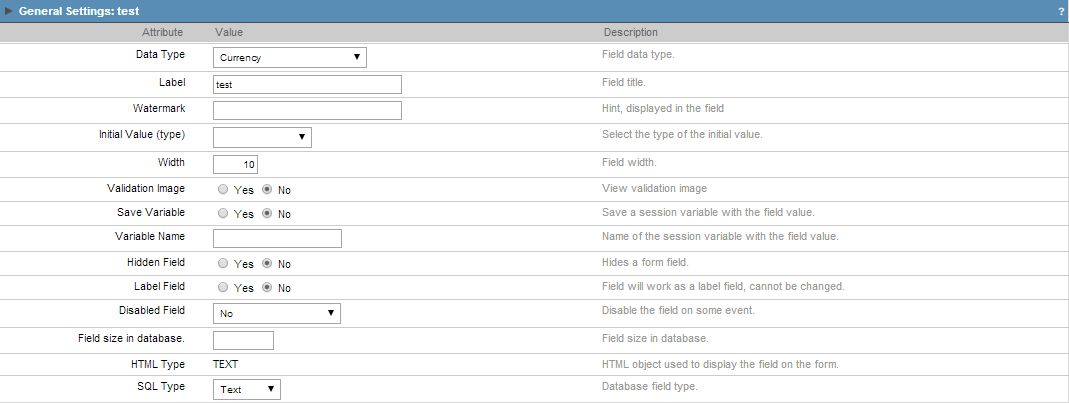 General Settings: test ?
Attribute Value Description
Data Type Currency Field data type.
Label test Field title.
Watermark Hint, displayed in the field
Initial Value (type) Select the type of the initial value.
Width 10 Field width.
Validation Image Yes No View validation image
Save Variable Yes No Save a session variable with the field value.
Variable Name Name of the session variable with the field value.
Hidden Field Yes No Hides a form field.
Label Field Yes No Field will work as a label field, cannot be changed.
Disabled Field No Disable the field on some event.
Field size in database. Field size in database.
HTML Type TEXT HTML object used to display the field on the form.
SQL Type Text Database field type.